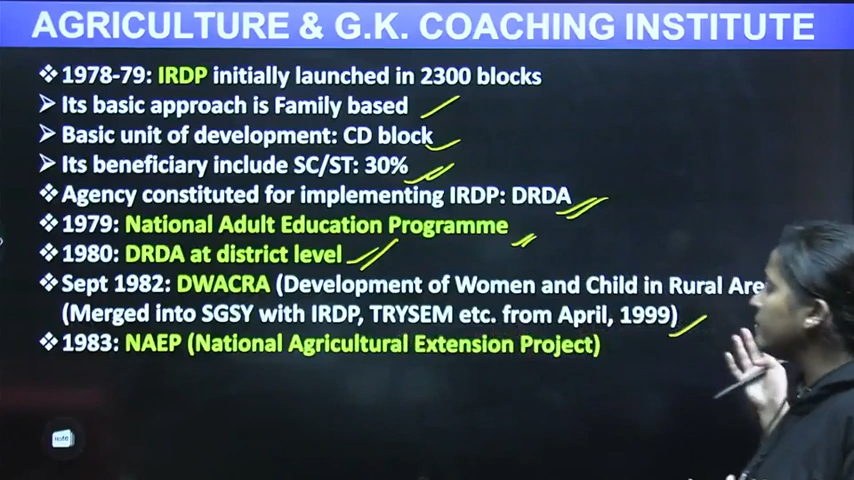 AGRICULTURE & G.K. COACHING INSTITUTE
❖1978-79: IRDP initially launched in 2300 blocks
➢ Its basic approach is Family based
➢ Basic unit of development: CD block
➢ Its beneficiary include SC/ST: 30%
❖Agency constituted for implementing IRDP: DRDA
❖1979: National Adult Education Programme
❖1980: DRDA at district level
❖Sept 1982: DWACRA (Development of Women and Child in Rural Are
(Merged into SGSY with IRDP, TRYSEM etc. from April, 1999)
❖1983: NAEP (National Agricultural Extension Project)
Note